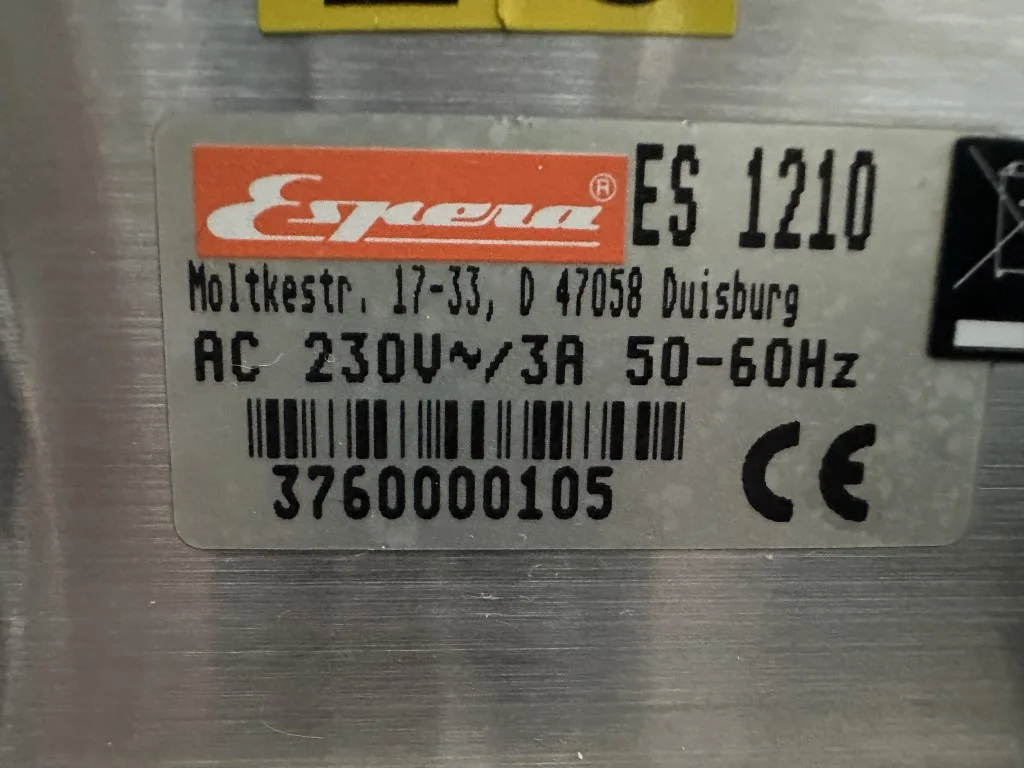 Espera® ES 1210
Moltkestr. 17-33, D 47058 Duisburg
AC 230V~/3A 50-60Hz
3760000105
CE